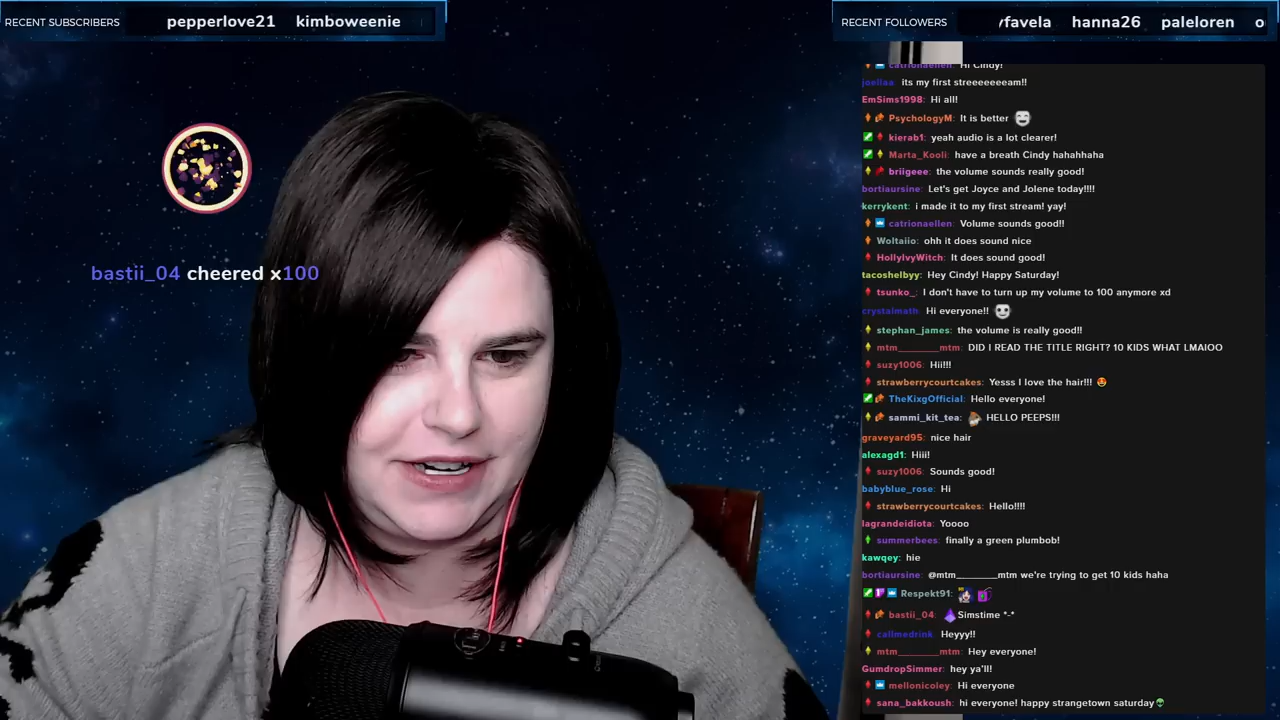 RECENT SUBSCRIBERS pepperlove21 kimboweenie
RECENT FOLLOWERS hanna26 paleloren
catrionaellen: Hi Cindy!
joellaa: its my first streeeeeeeam!!
EmSims1998: Hi all!
PsychologyM: It is better
kierab1: yeah audio is a lot clearer!
Marta_Kooli: have a breath Cindy hahahhaha
briigeee: the volume sounds really good!
bortiaursine: Let's get Joyce and Jolene today!!!!
kerrykent: i made it to my first stream! yay!
catrionaellen: Volume sounds good!!
Woltaiio: ohh it does sound nice
HollyIvyWitch: It does sound good!
tacoshelbyy: Hey Cindy! Happy Saturday!
bastii_04 cheered x100
tsunko_: I don't have to turn up my volume to 100 anymore xd
crystalmath: Hi everyone!!
stephan_james: the volume is really good!!
mtm________mtm: DID I READ THE TITLE RIGHT? 10 KIDS WHAT LMAIOO
suzy1006: Hii!!!
strawberrycourtcakes: Yesss I love the hair!!! 😍
TheKixgOfficial: Hello everyone!
sammi_kit_tea: HELLO PEEPS!!!
graveyard95: nice hair
alexagd1: Hiii!
suzy1006: Sounds good!
babyblue_rose: Hi
strawberrycourtcakes: Hello!!!!
lagrandeidiota: Yoooo
summerbees: finally a green plumbob!
kawqey: hie
bortiaursine: @mtm________mtm we're trying to get 10 kids haha
Respekt91:
bastii_04: Simstime *-*
callmedrink: Heyyy!!
mtm________mtm: Hey everyone!
GumdropSimmer: hey ya'll!
mellonicoley: Hi everyone
sana_bakkoush: hi everyone! happy strangetown saturday👽